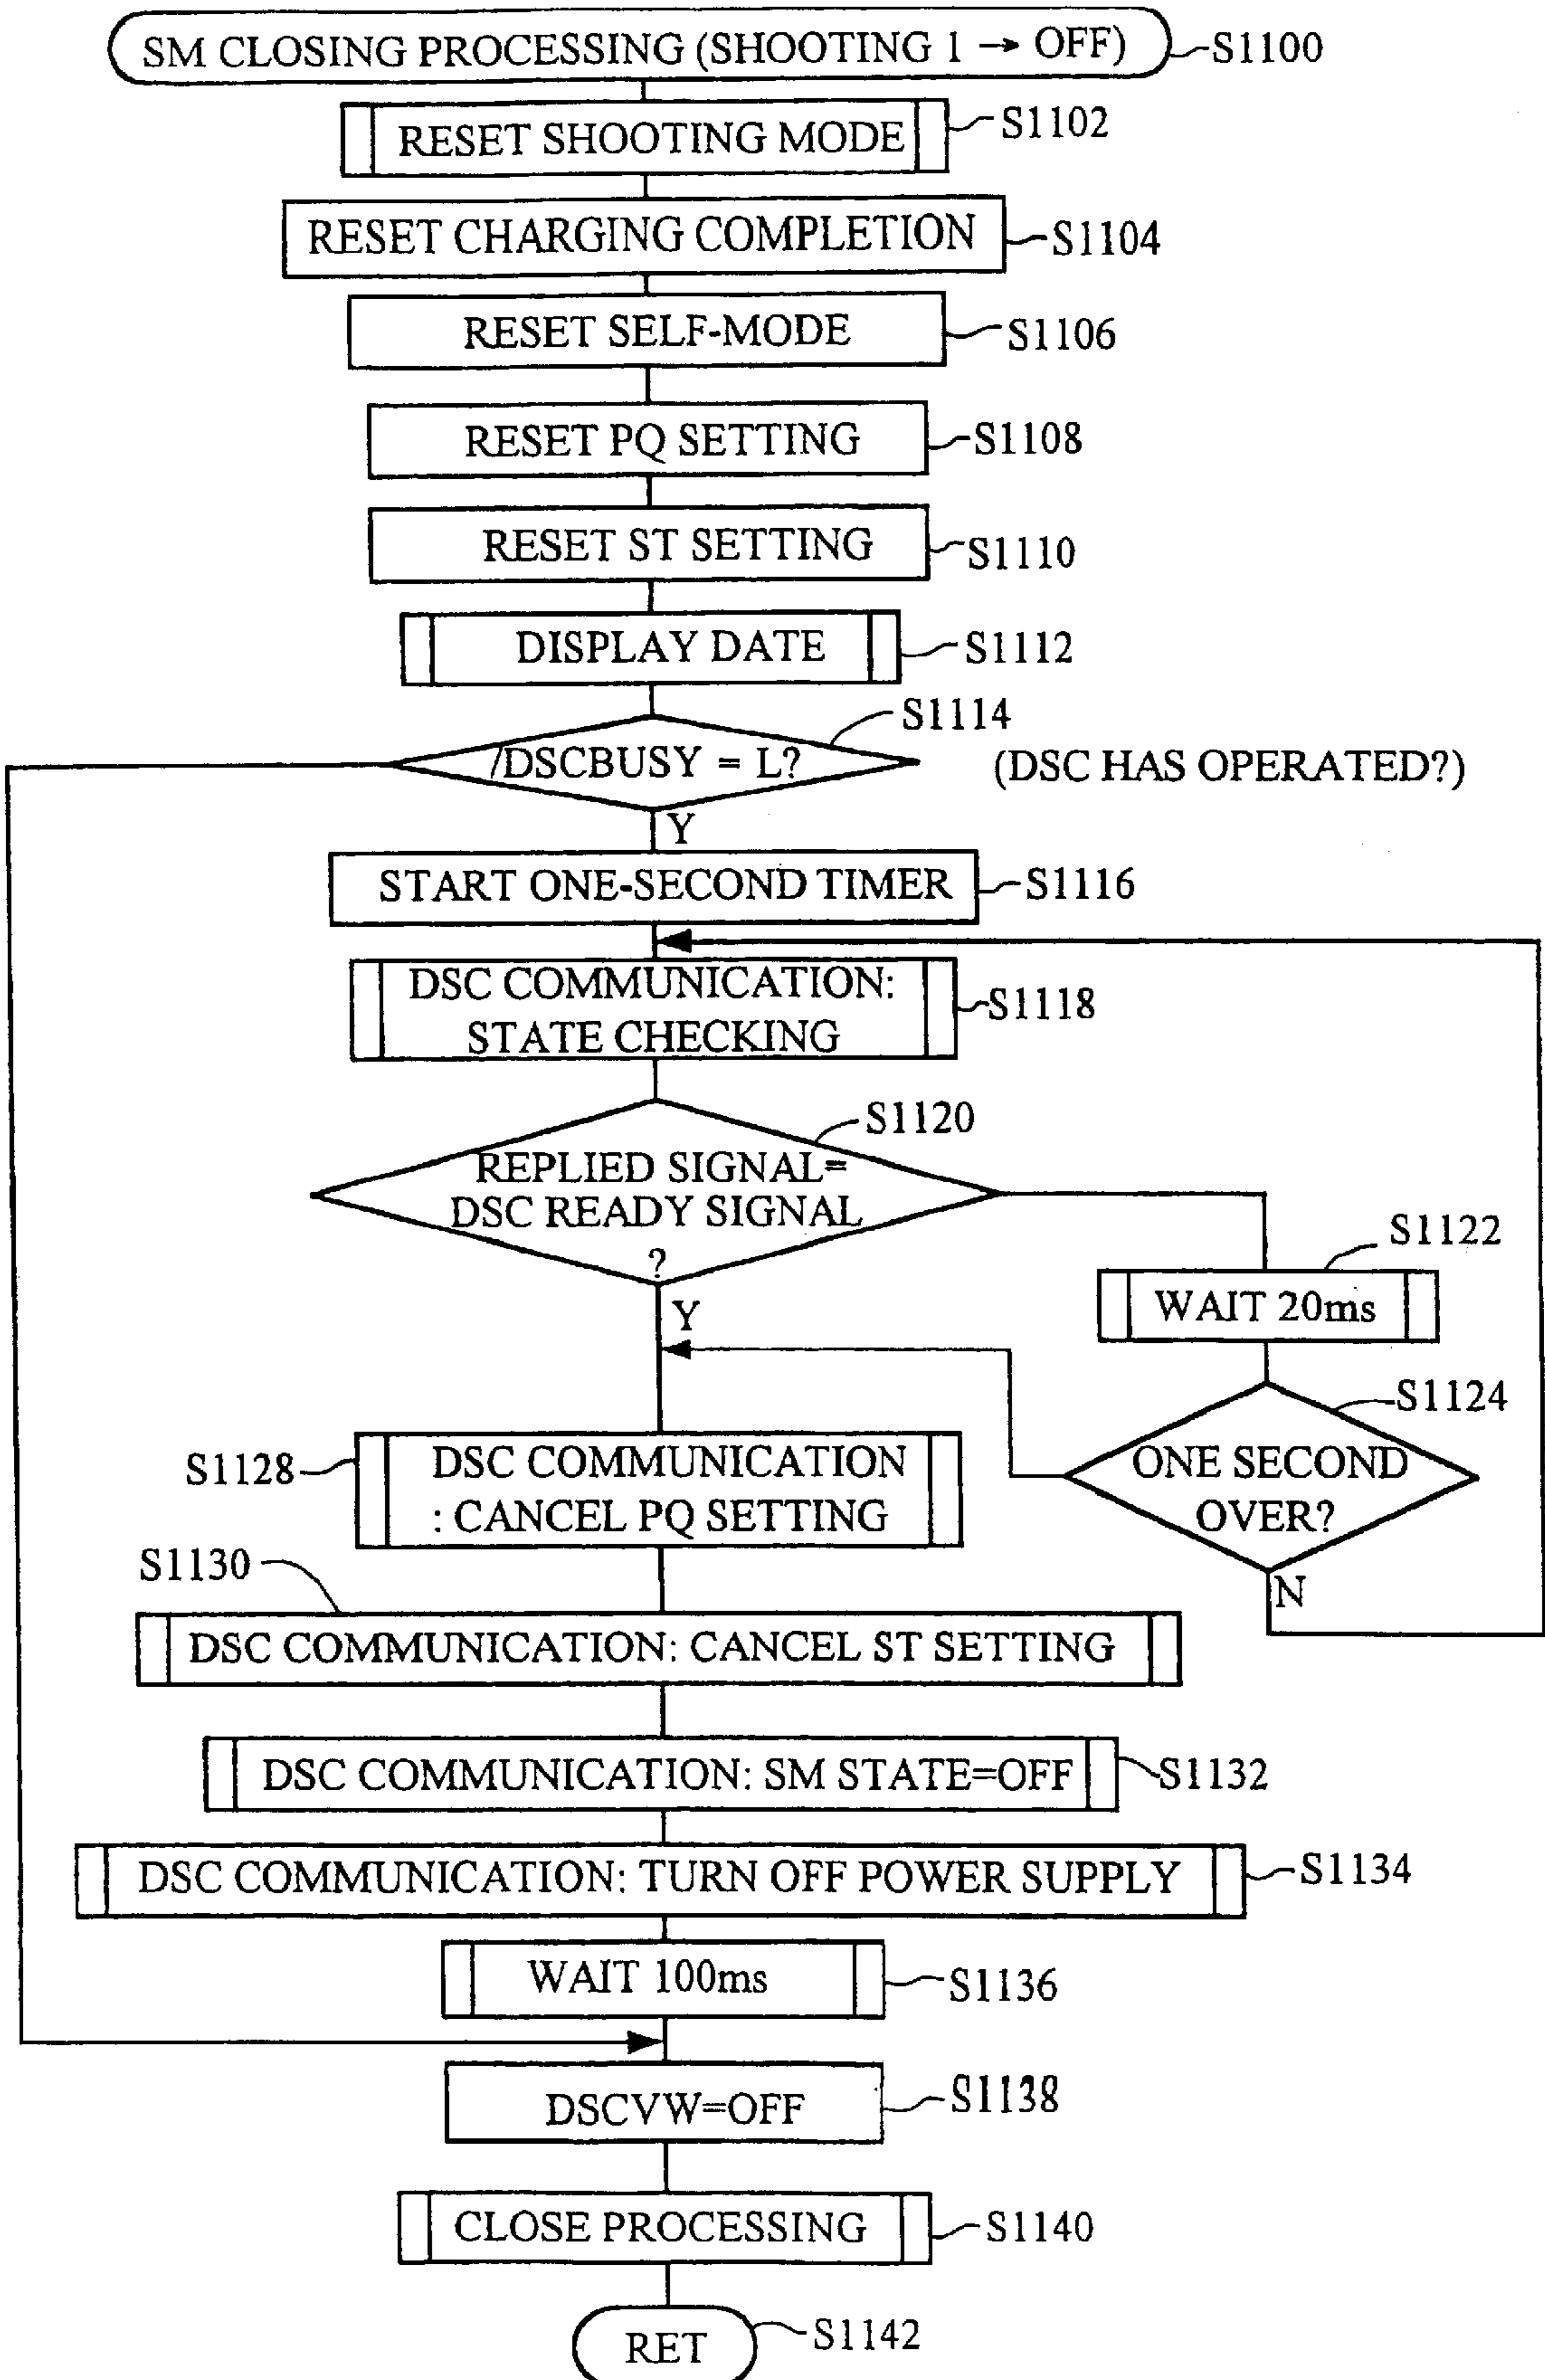 SM CLOSING PROCESSING (SHOOTING 1 → OFF)
S1100
RESET SHOOTING MODE
S1102
RESET CHARGING COMPLETION
S1104
RESET SELF-MODE
S1106
RESET PQ SETTING
S1108
RESET ST SETTING
S1110
DISPLAY DATE
S1112
S1114
/DSCBUSY = L?
(DSC HAS OPERATED?)
Y
START ONE-SECOND TIMER
S1116
DSC COMMUNICATION:
STATE CHECKING
S1118
S1120
REPLIED SIGNAL=
DSC READY SIGNAL
?
Y
S1122
WAIT 20ms
S1124
ONE SECOND
OVER?
N
S1128
DSC COMMUNICATION
: CANCEL PQ SETTING
S1130
DSC COMMUNICATION: CANCEL ST SETTING
DSC COMMUNICATION: SM STATE=OFF
S1132
DSC COMMUNICATION: TURN OFF POWER SUPPLY
S1134
WAIT 100ms
S1136
DSCVW=OFF
S1138
CLOSE PROCESSING
S1140
RET
S1142